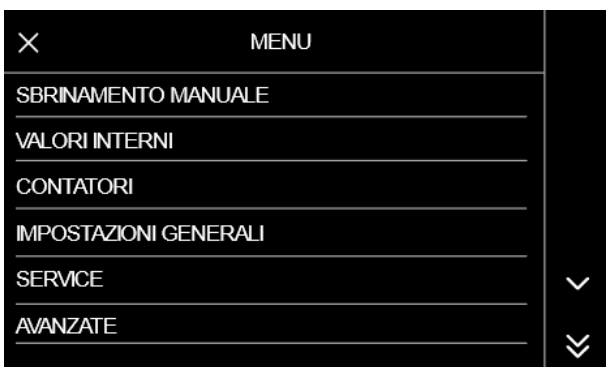 MENU
SBRINAMENTO MANUALE
VALORI INTERNI
CONTATORI
IMPOSTAZIONI GENERALI
SERVICE
AVANZATE